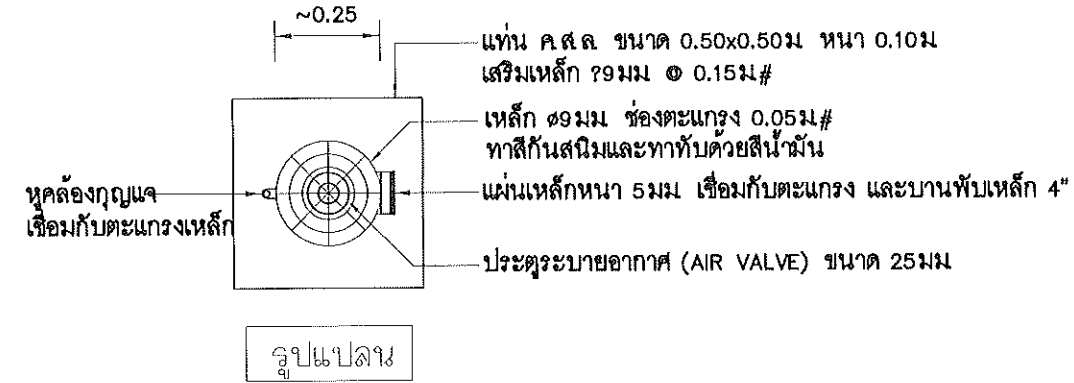 ~0.25
แท่น ค.ส.ล. ขนาด 0.50x0.50ม หนา 0.10ม
เสริมเหล็ก ?9มม @ 0.15ม#
เหล็ก ø9มม ช่องตะแกรง 0.05ม#
ทาสีกันสนิมและทาทับด้วยสีน้ำมัน
หูคล้องกุญแจ
เชื่อมกับตะแกรงเหล็ก
แผ่นเหล็กหนา 5มม เชื่อมกับตะแกรง และบานพับเหล็ก 4"
ประตูระบายอากาศ (AIR VALVE) ขนาด 25มม
รูปแปลน